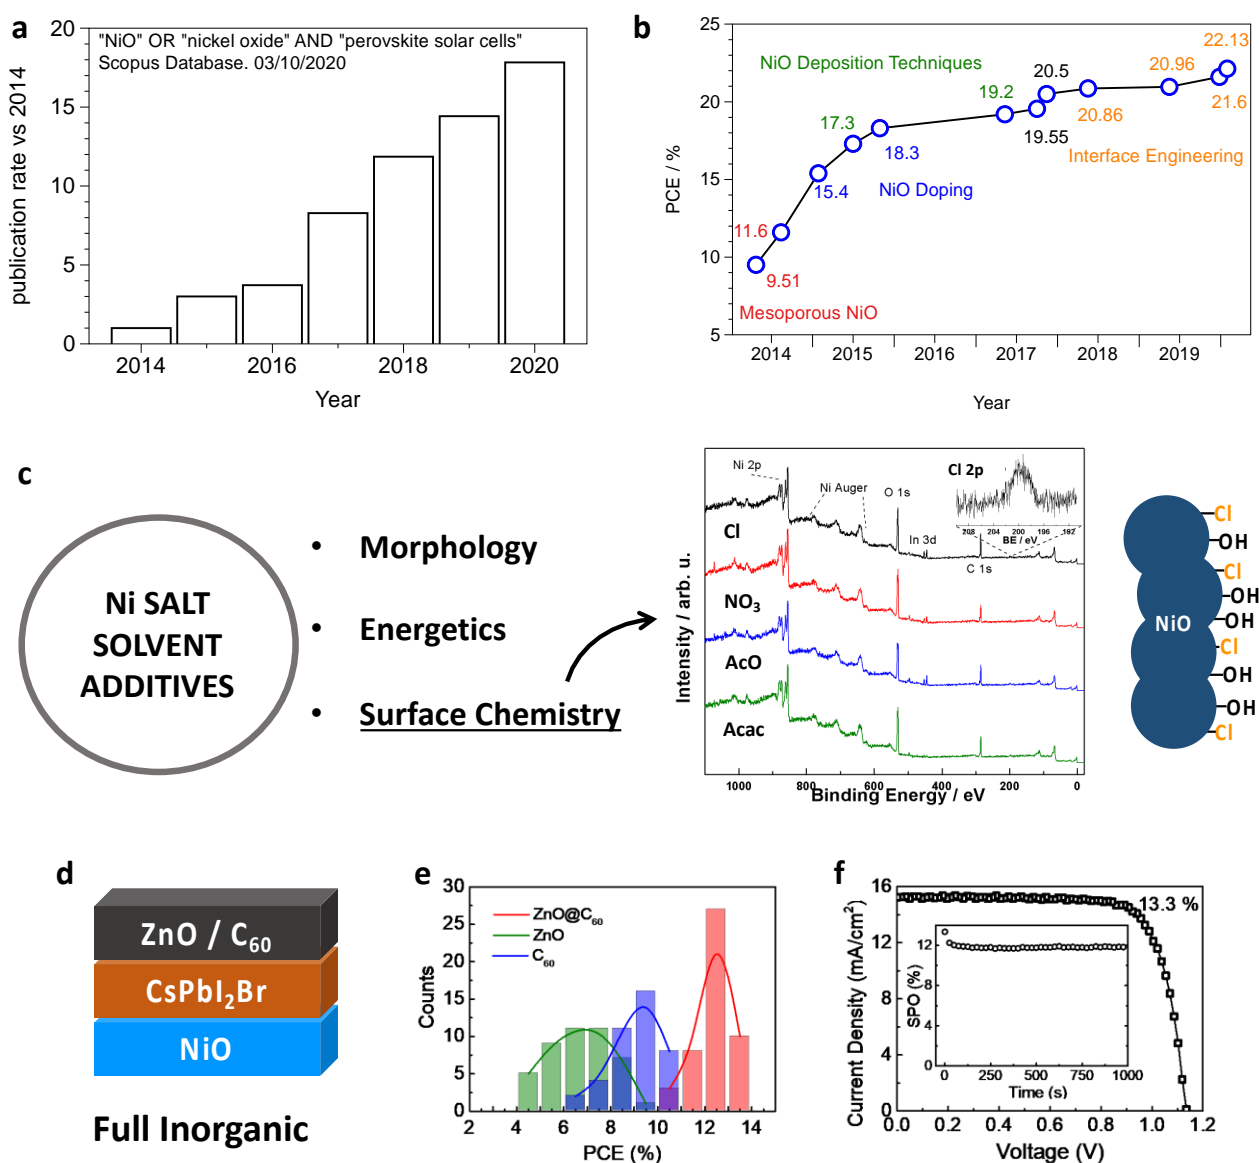 a
"NiO" OR "nickel oxide" AND "perovskite solar cells"
Scopus Database. 03/10/2020
publication rate vs 2014
20
15
10
5
0
2014
2016
2018
2020
Year
b
PCE / %
25
20
15
10
5
NiO Deposition Techniques
22.13
20.96
20.5
19.2
17.3
21.6
20.86
19.55
18.3
15.4
11.6
9.51
Interface Engineering
NiO Doping
Mesoporous NiO
2014
2015
2016
2017
2018
2019
Year
c
Ni SALT
SOLVENT
ADDITIVES
• Morphology
• Energetics
• Surface Chemistry
Intensity / arb. u.
Ni 2p
Ni Auger
O 1s
In 3d
C 1s
Cl 2p
208 204 200 196 192
BE / eV
Cl
NO₃
AcO
Acac
1000 800 600 400 200 0
Binding Energy / eV
NiO
Cl
OH
Cl
OH
OH
Cl
OH
OH
Cl
d
ZnO / C₆₀
CsPbI₂Br
NiO
Full Inorganic
e
Counts
30
25
20
15
10
5
0
ZnO@C₆₀
ZnO
C₆₀
2 4 6 8 10 12 14
PCE (%)
f
Current Density (mA/cm²)
16
12
8
4
0
13.3 %
SPO (%)
12
8
4
0
0 250 500 750 1000
Time (s)
0.0 0.2 0.4 0.6 0.8 1.0 1.2
Voltage (V)